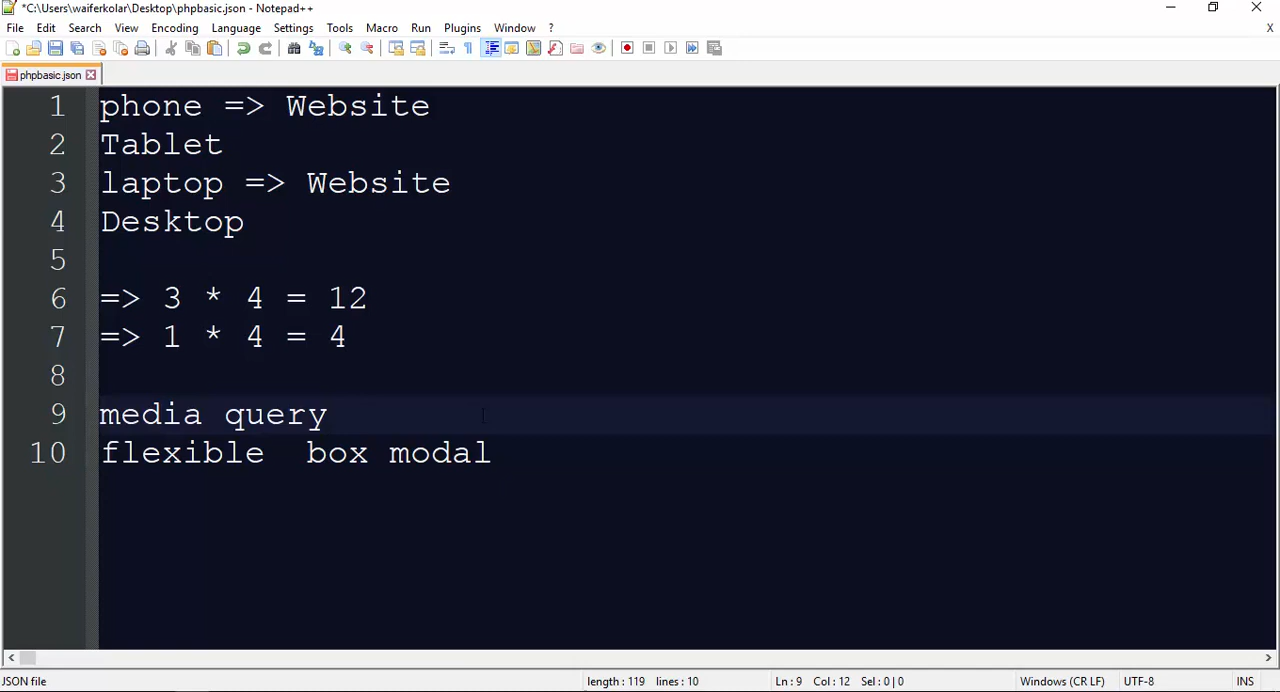 *C:\Users\waiferkolar\Desktop\phpbasic.json - Notepad++
File Edit Search View Encoding Language Settings Tools Macro Run Plugins Window ? X
phpbasic.json
1 phone => Website
2 Tablet
3 laptop => Website
4 Desktop
5
6 => 3 * 4 = 12
7 => 1 * 4 = 4
8
9 media query
10 flexible  box modal
JSON file length : 119 lines : 10 Ln : 9 Col : 12 Sel : 0 | 0 Windows (CR LF) UTF-8 INS